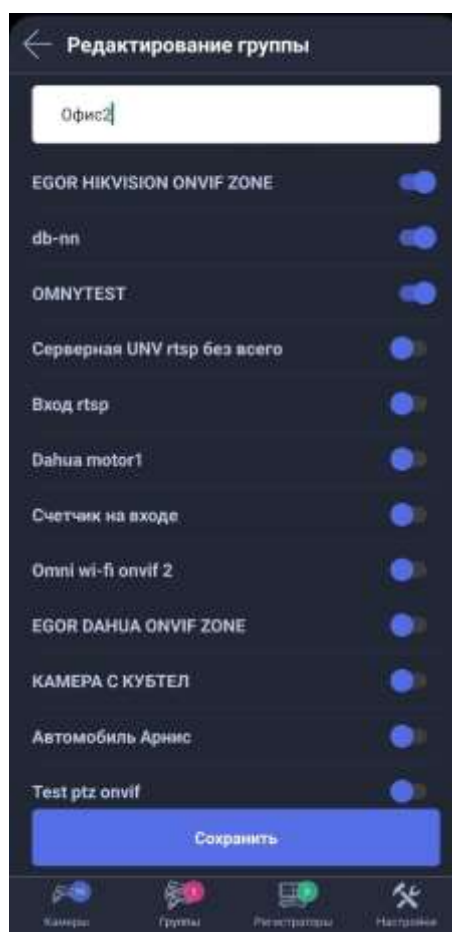 Редактирование группы
Офис2
EGOR HIKVISION ONVIF ZONE
db-nn
OMNYTEST
Серверная UNV rtsp без всего
Вход rtsp
Dahua motor1
Счетчик на входе
Omni wi-fi onvif 2
EGOR DAHUA ONVIF ZONE
КАМЕРА С КУБТЕЛ
Автомобиль Арнис
Test ptz onvif
Сохранить
Камеры Группы Регистраторы Настройки